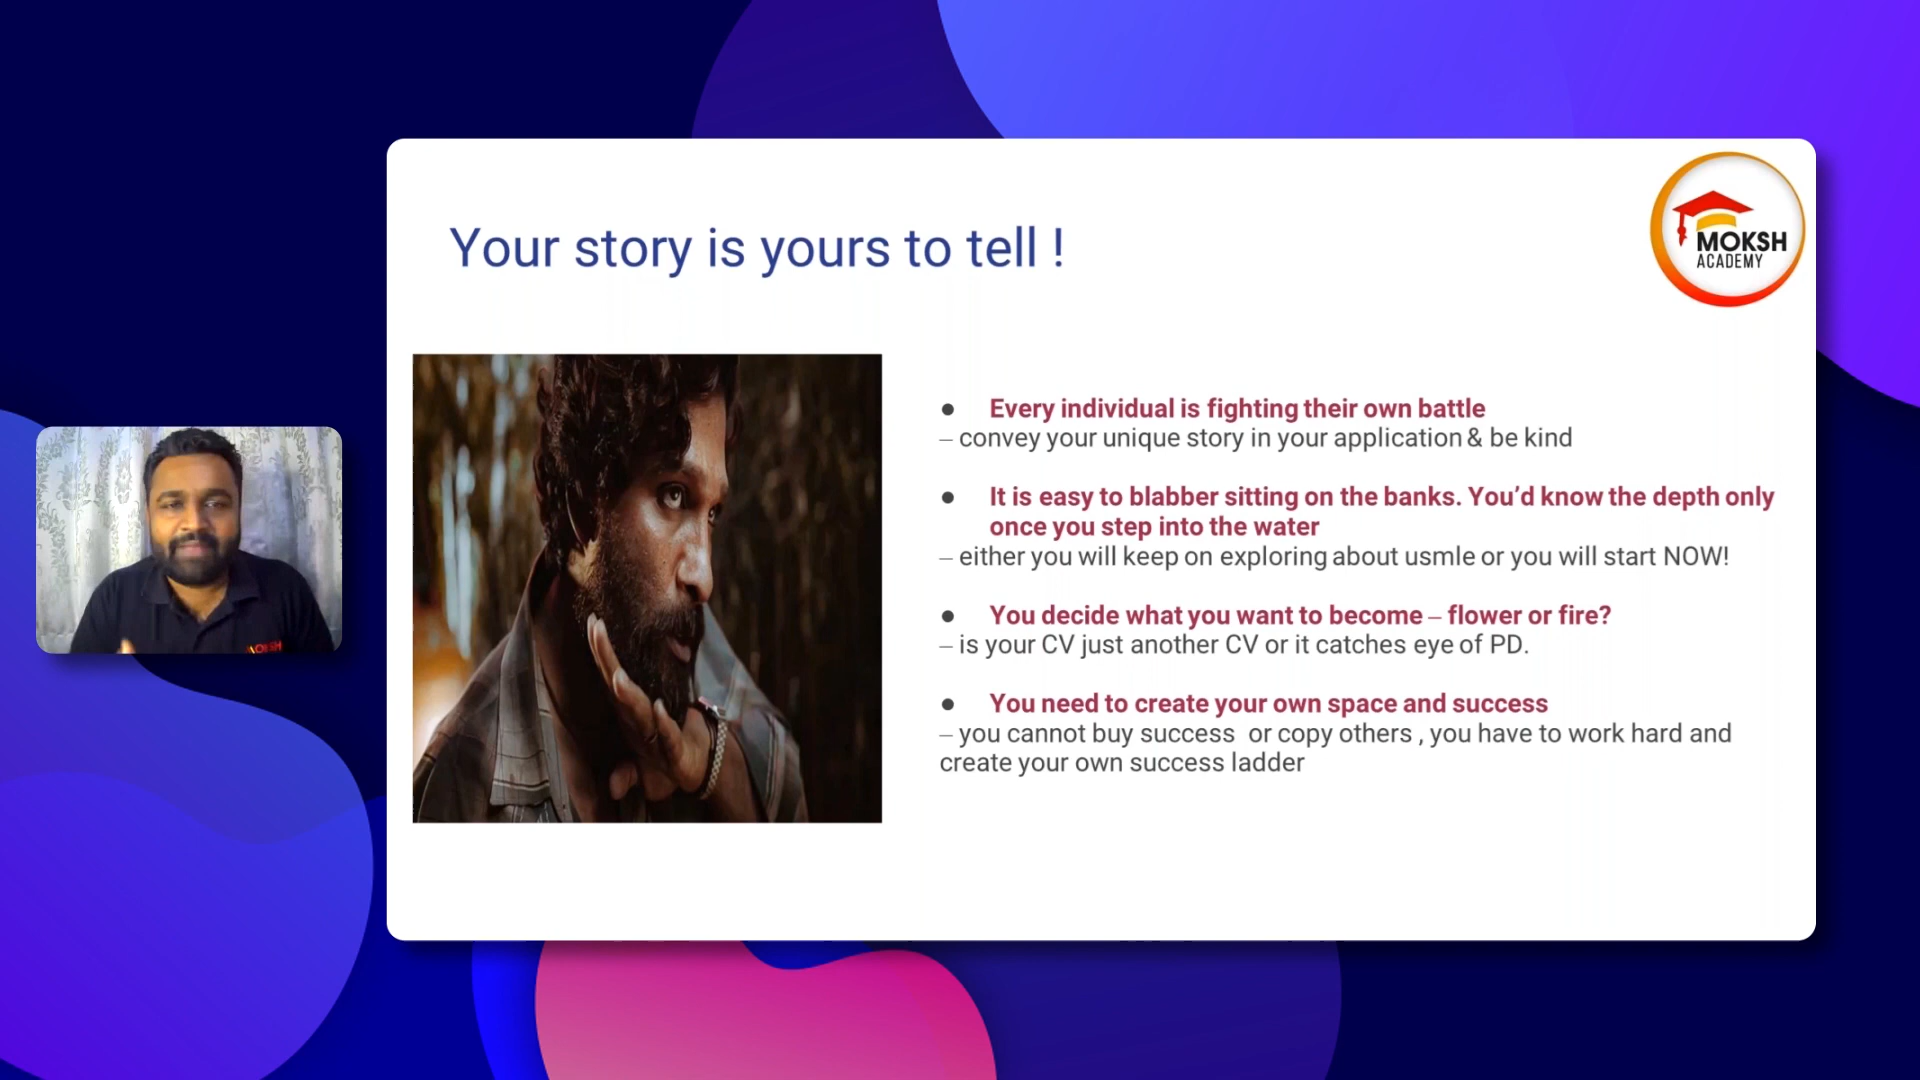 MOKSH
ACADEMY
Your story is yours to tell !
● Every individual is fighting their own battle
– convey your unique story in your application & be kind
● It is easy to blabber sitting on the banks. You’d know the depth only
once you step into the water
– either you will keep on exploring about usmle or you will start NOW!
● You decide what you want to become – flower or fire?
– is your CV just another CV or it catches eye of PD.
● You need to create your own space and success
– you cannot buy success or copy others , you have to work hard and
create your own success ladder
MOKSH